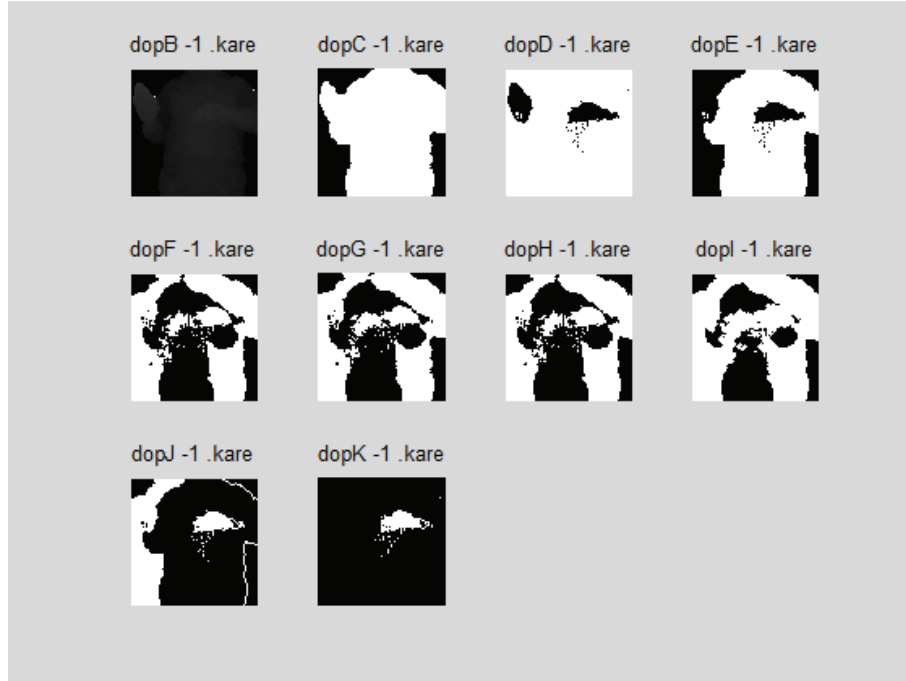 dopB -1 .kare
dopC -1 .kare
dopD -1 .kare
dopE -1 .kare
dopF -1 .kare
dopG -1 .kare
dopH -1 .kare
dopI -1 .kare
dopJ -1 .kare
dopK -1 .kare